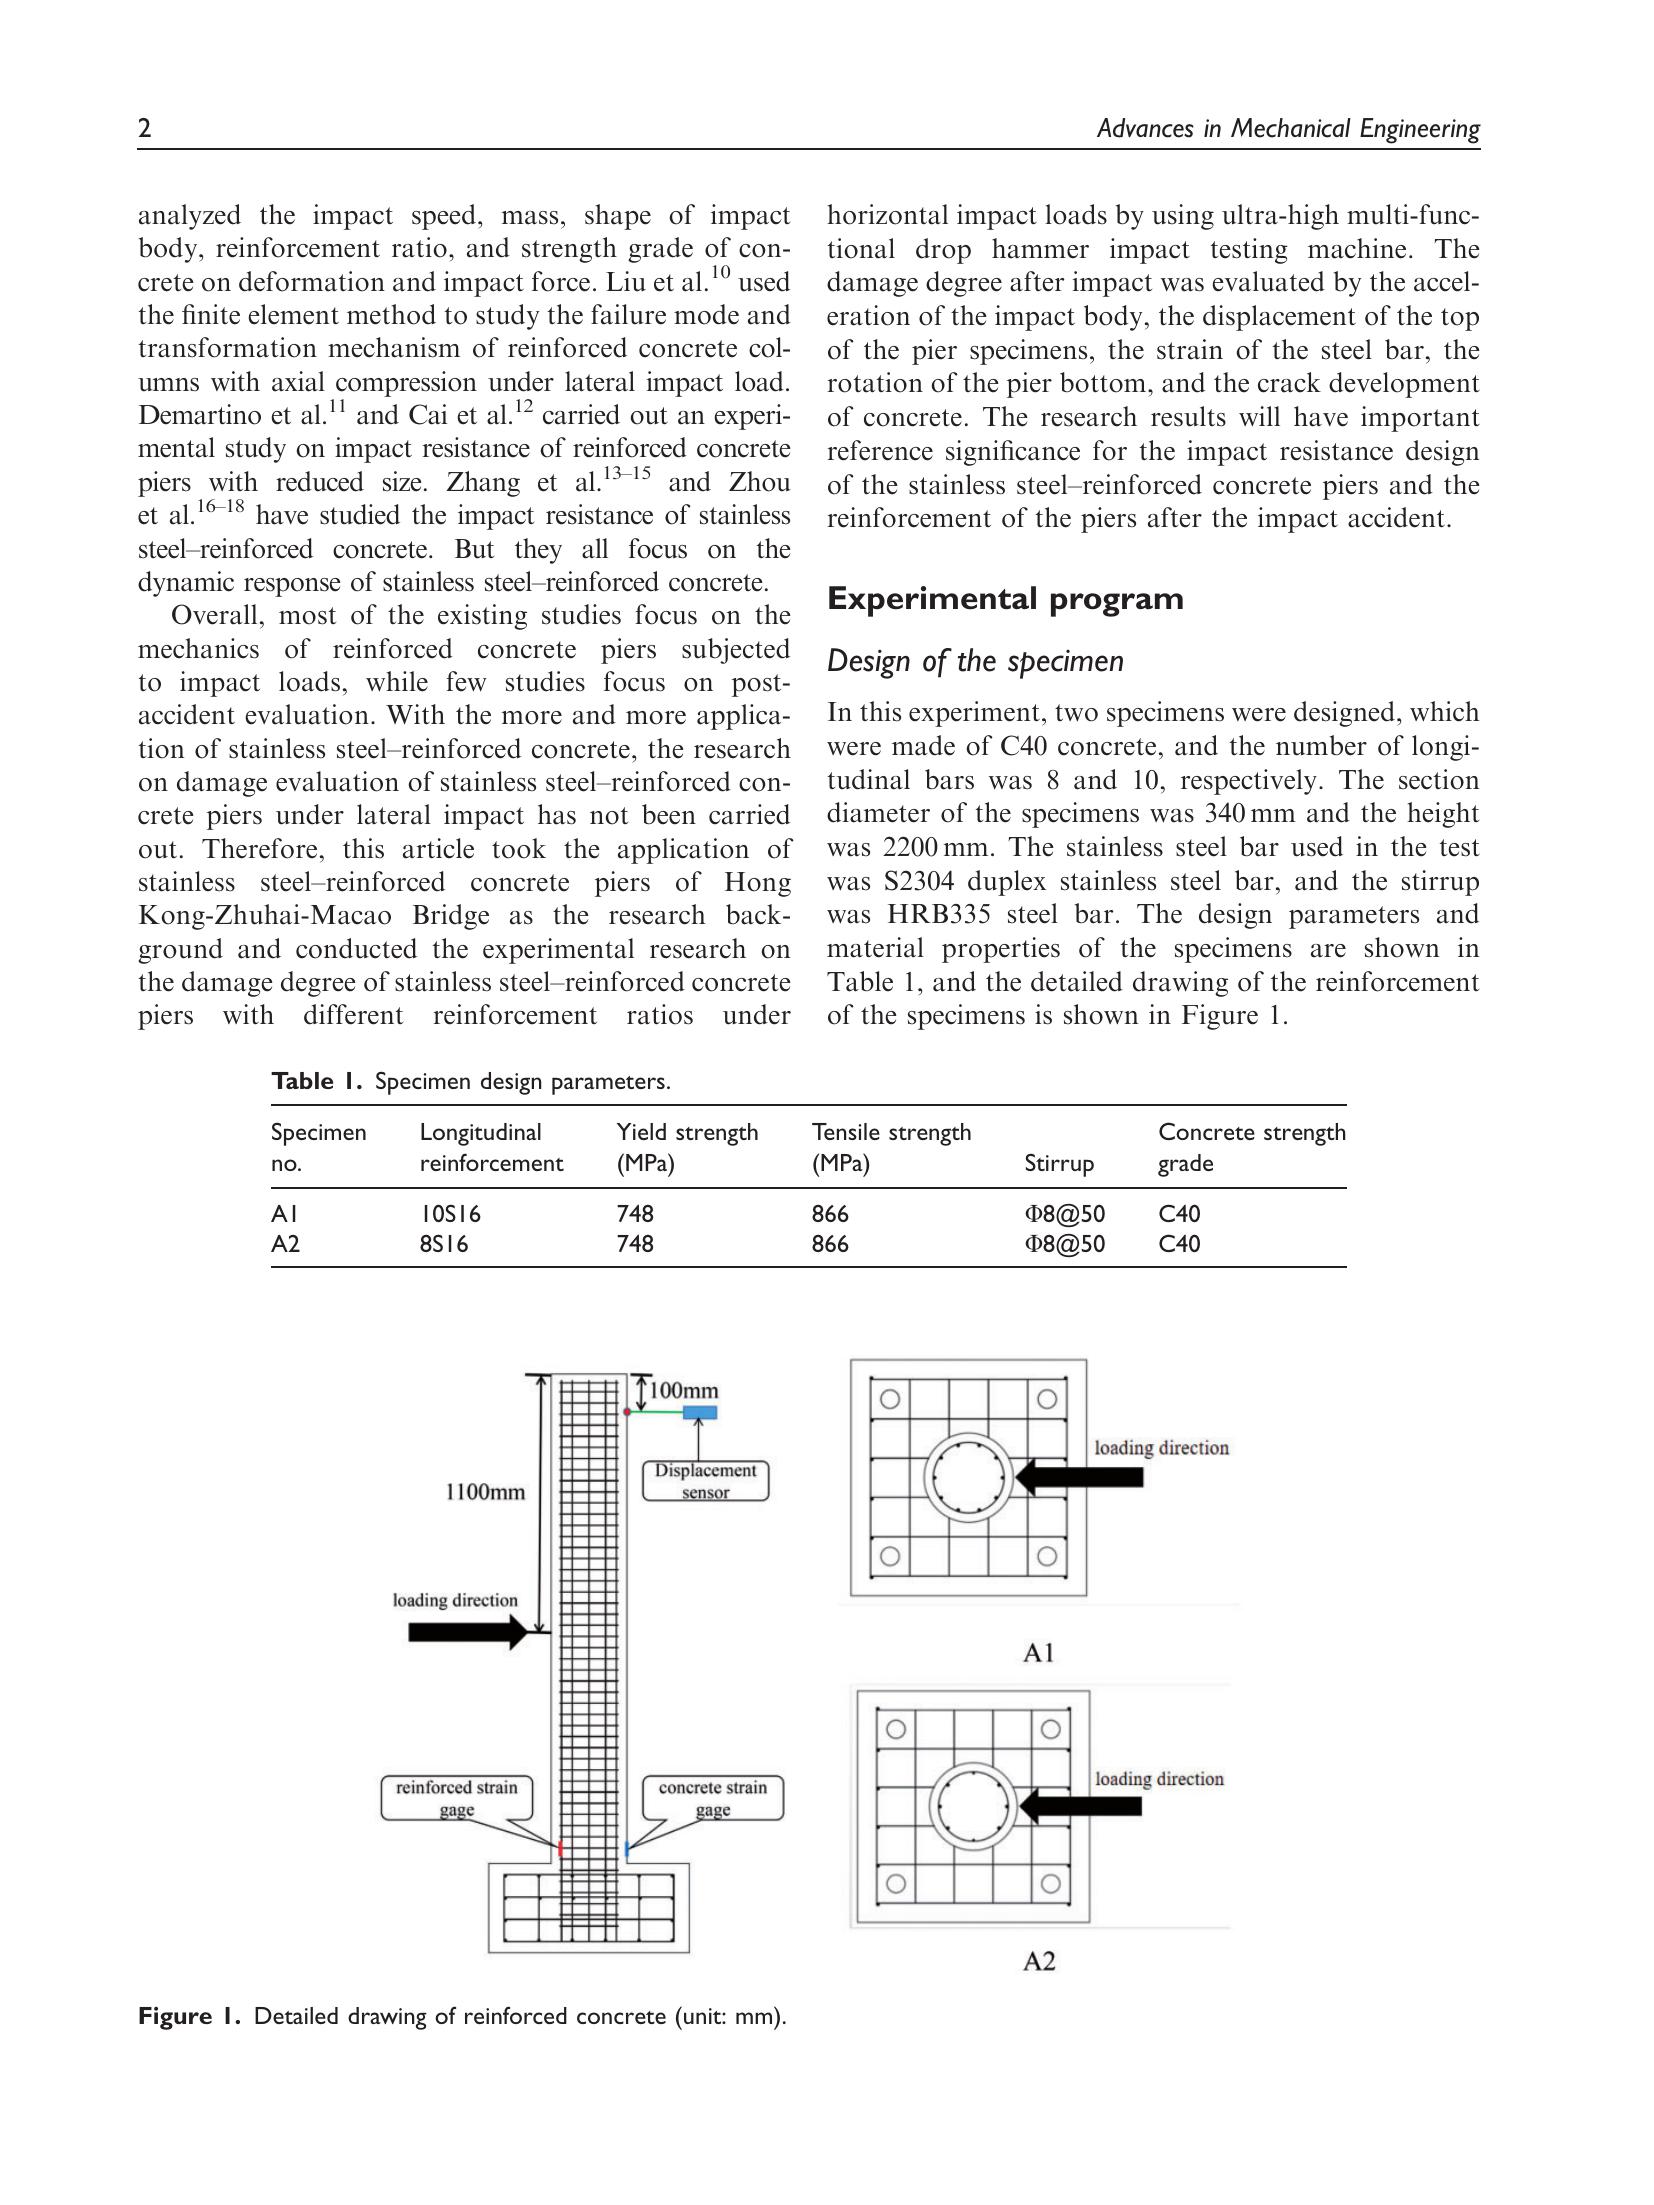 2
Advances in Mechanical Engineering
analyzed the impact speed, mass, shape of impact
body, reinforcement ratio, and strength grade of con-
crete on deformation and impact force. Liu et al.10 used
the finite element method to study the failure mode and
transformation mechanism of reinforced concrete col-
umns with axial compression under lateral impact load.
Demartino et al.11 and Cai et al.12 carried out an experi-
mental study on impact resistance of reinforced concrete
piers with reduced size. Zhang et al.13–15 and Zhou
et al.16–18 have studied the impact resistance of stainless
steel–reinforced concrete. But they all focus on the
dynamic response of stainless steel–reinforced concrete.
Overall, most of the existing studies focus on the
mechanics of reinforced concrete piers subjected
to impact loads, while few studies focus on post-
accident evaluation. With the more and more applica-
tion of stainless steel–reinforced concrete, the research
on damage evaluation of stainless steel–reinforced con-
crete piers under lateral impact has not been carried
out. Therefore, this article took the application of
stainless steel–reinforced concrete piers of Hong
Kong-Zhuhai-Macao Bridge as the research back-
ground and conducted the experimental research on
the damage degree of stainless steel–reinforced concrete
piers with different reinforcement ratios under
horizontal impact loads by using ultra-high multi-func-
tional drop hammer impact testing machine. The
damage degree after impact was evaluated by the accel-
eration of the impact body, the displacement of the top
of the pier specimens, the strain of the steel bar, the
rotation of the pier bottom, and the crack development
of concrete. The research results will have important
reference significance for the impact resistance design
of the stainless steel–reinforced concrete piers and the
reinforcement of the piers after the impact accident.
Experimental program
Design of the specimen
In this experiment, two specimens were designed, which
were made of C40 concrete, and the number of longi-
tudinal bars was 8 and 10, respectively. The section
diameter of the specimens was 340 mm and the height
was 2200 mm. The stainless steel bar used in the test
was S2304 duplex stainless steel bar, and the stirrup
was HRB335 steel bar. The design parameters and
material properties of the specimens are shown in
Table 1, and the detailed drawing of the reinforcement
of the specimens is shown in Figure 1.
Table 1. Specimen design parameters.
Specimen no. Longitudinal reinforcement Yield strength (MPa) Tensile strength (MPa) Stirrup Concrete strength grade
A1 10S16 748 866 Φ8@50 C40
A2 8S16 748 866 Φ8@50 C40
100mm
Displacement
sensor
1100mm
loading direction
reinforced strain
gage
concrete strain
gage
loading direction
A1
loading direction
A2
Figure 1. Detailed drawing of reinforced concrete (unit: mm).